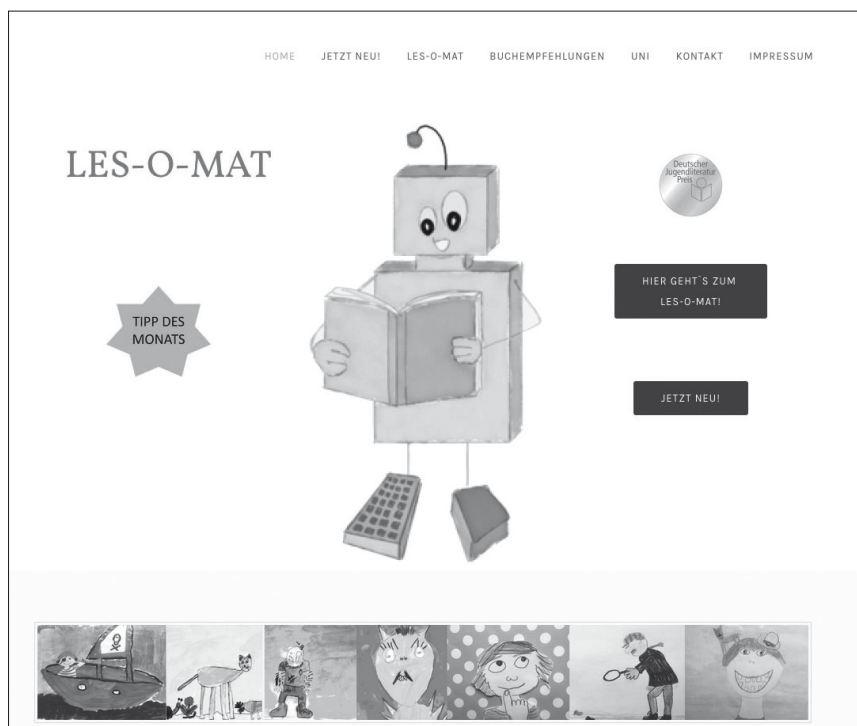 HOME JETZT NEU! LES-O-MAT BUCHEMPFEHLUNGEN UNI KONTAKT IMPRESSUM
LES-O-MAT
Deutscher
Jugendliteratur
Preis
HIER GEHT`S ZUM
LES-O-MAT!
TIPP DES
MONATS
JETZT NEU!